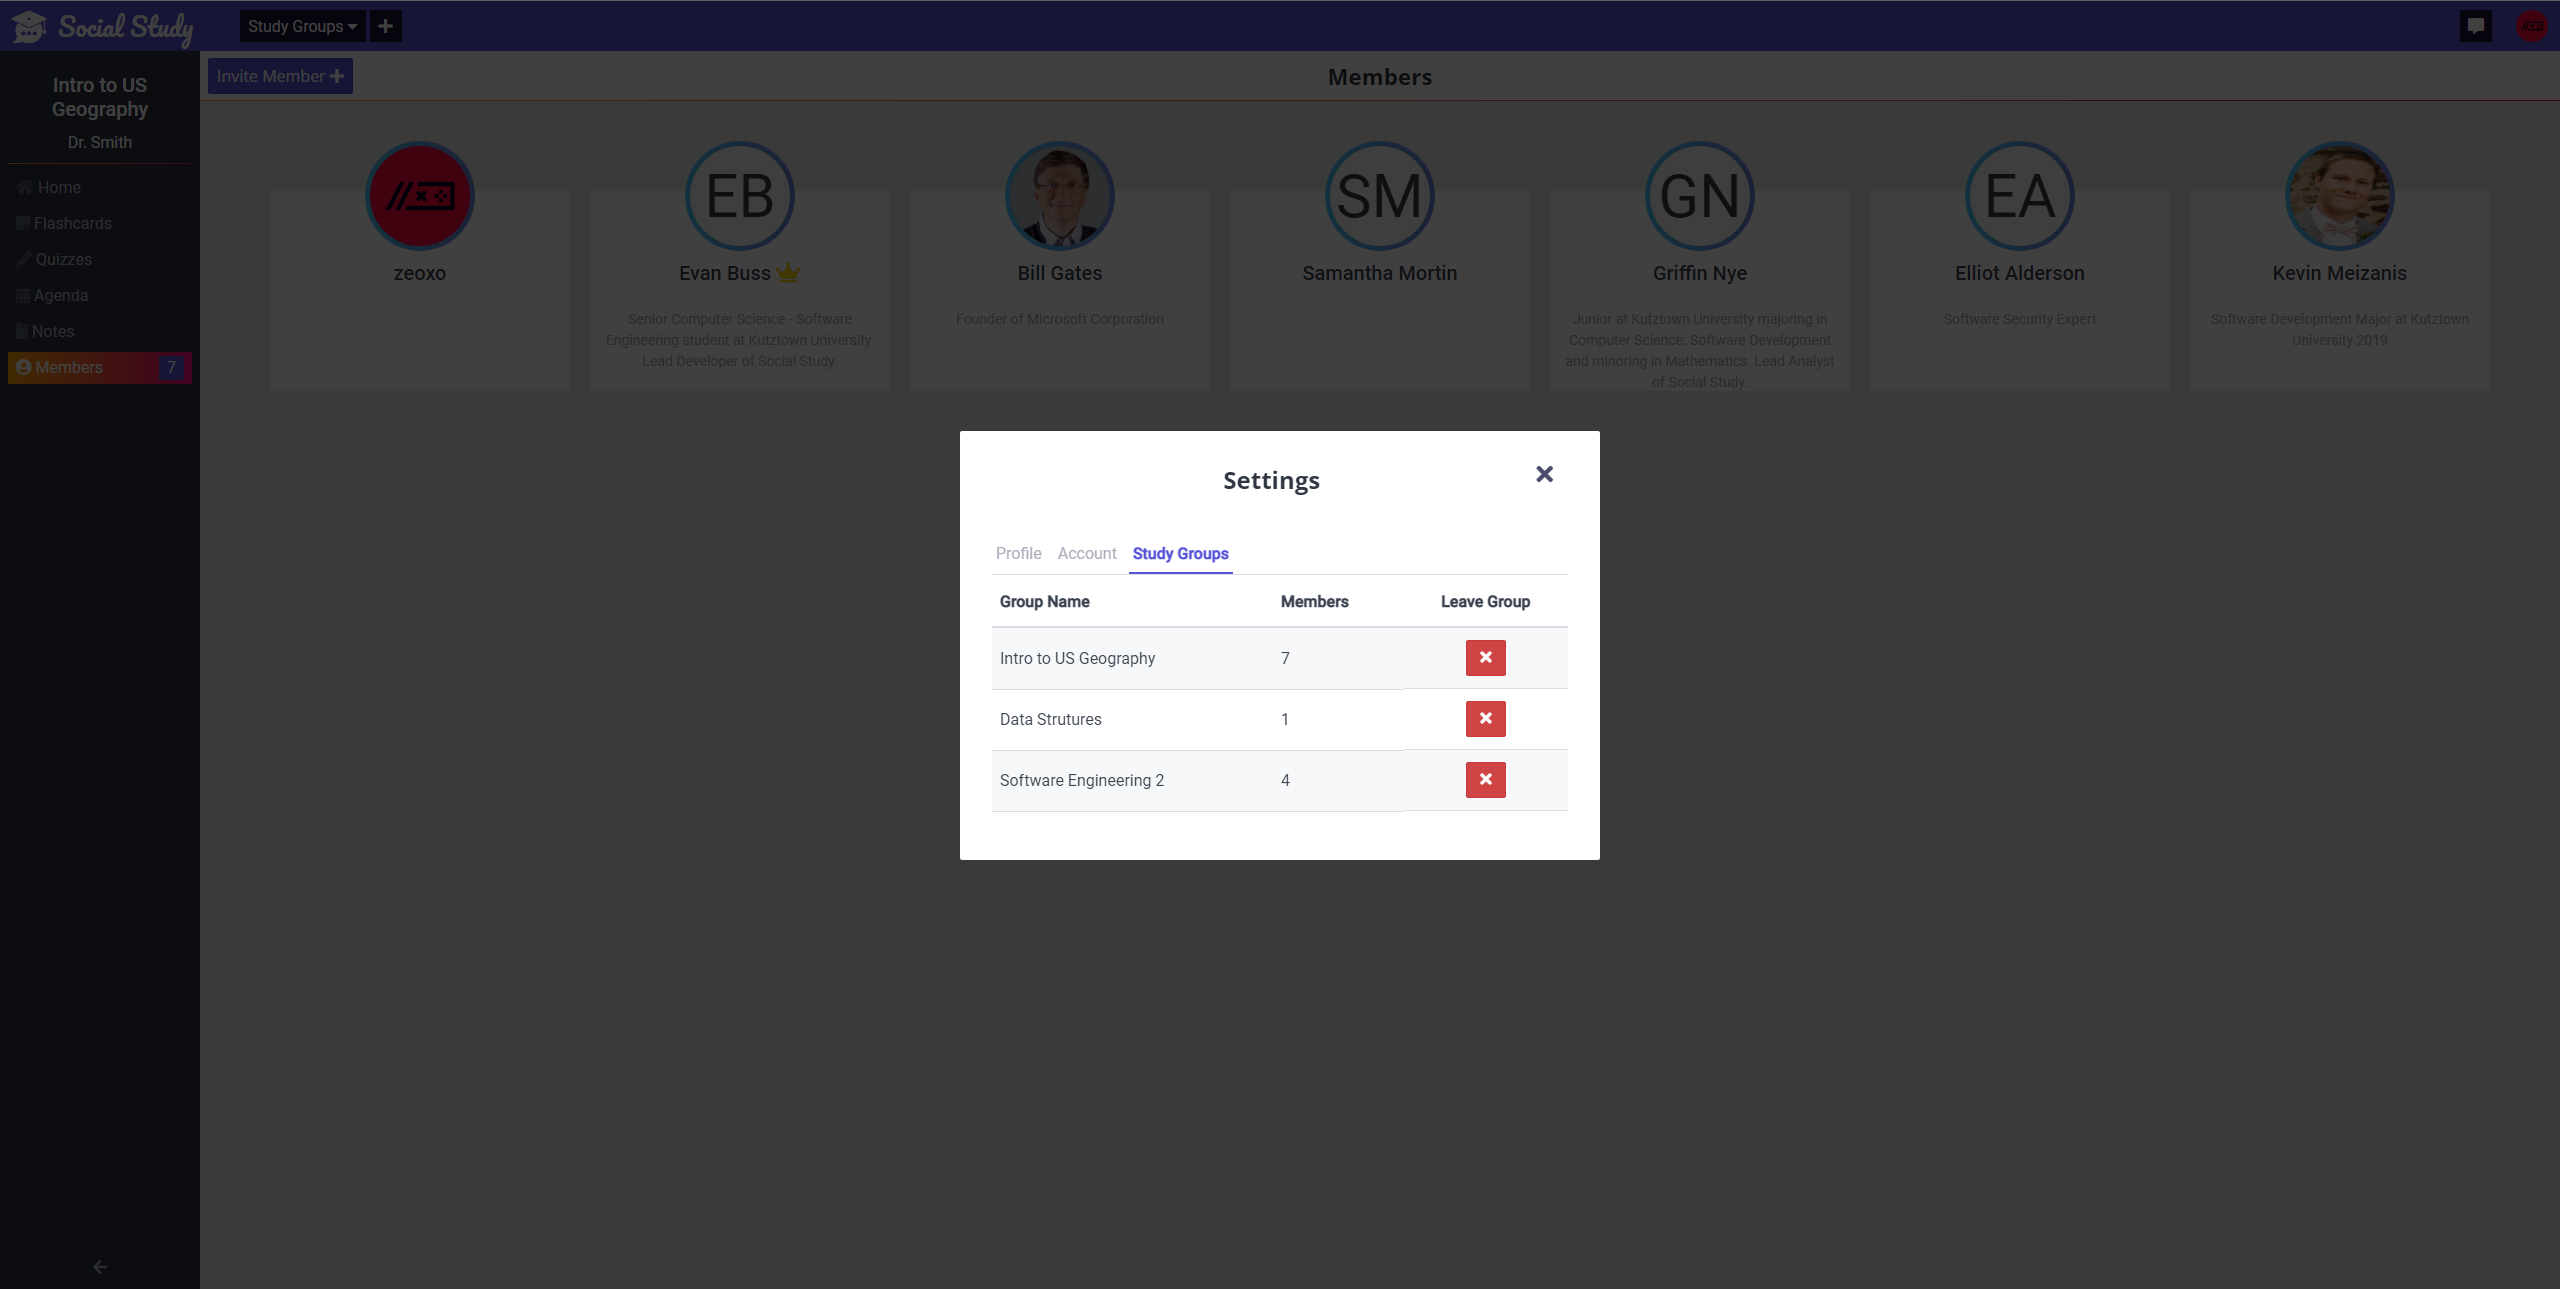 Social Study
Study Groups
Intro to US
Geography
Dr. Smith
Home
Flashcards
Quizzes
Agenda
Notes
Members 7
Invite Member
Members
zeoxo
EB
Evan Buss
Senior Computer Science - Software
Engineering student at Kutztown University.
Lead Developer of Social Study.
Bill Gates
Founder of Microsoft Corporation
SM
Samantha Mortin
GN
Griffin Nye
Junior at Kutztown University majoring in
Computer Science: Software Development
and minoring in Mathematics. Lead Analyst
of Social Study.
EA
Elliot Alderson
Software Security Expert
Kevin Meizanis
Software Development Major at Kutztown
University 2019
Settings
Profile Account Study Groups
Group Name Members Leave Group
Intro to US Geography 7
Data Strutures 1
Software Engineering 2 4